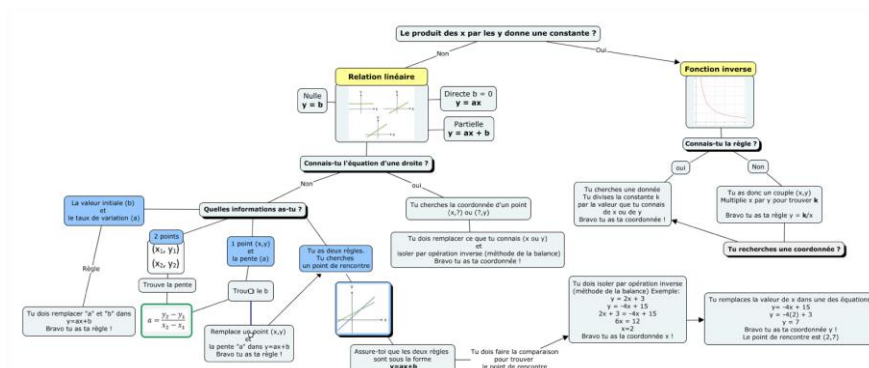 Le produit des x par les y donne une constante ?
Non
Oui
Relation linéaire
Nulle
y = b
Directe b = 0
y = ax
Partielle
y = ax + b
Fonction inverse
Connais-tu l'équation d'une droite ?
Non
oui
Connais-tu la règle ?
oui
Non
Tu cherches une donnée
Tu divises la constante k
par la valeur que tu connais
de x ou de y
Bravo tu as ta coordonnée !
Tu as donc un couple (x,y)
Multiplie x par y pour trouver k
Bravo tu as ta règle y = k/x
Tu recherches une coordonnée ?
La valeur initiale (b)
et
le taux de variation (a)
Quelles informations as-tu ?
Tu cherches la coordonnée d'un point
(x,?) ou (?,y)
Tu dois remplacer ce que tu connais (x ou y)
et
isoler par opération inverse (méthode de la balance)
Bravo tu as ta coordonnée !
2 points
(x₁, y₁)
(x₂, y₂)
1 point (x,y)
et
la pente (a)
Tu as deux règles.
Tu cherches
un point de rencontre
Règle
Trouve la pente
le b
Tu dois remplacer "a" et "b" dans
y=ax+b
Bravo tu as ta règle !
Remplace un point (x,y)
et
la pente "a" dans y=ax+b
Bravo tu as ta règle !
Assure-toi que les deux règles
sont sous la forme
y=ax+b
Tu dois faire la comparaison
pour trouver
le point de rencontre
Tu dois isoler par opération inverse
(méthode de la balance) Exemple:
y = 2x + 3
y = -4x + 15
2x + 3 = -4x + 15
6x = 12
x=2
Bravo tu as ta coordonnée x !
Tu remplaces la valeur de x dans une des équations
y = -4x + 15
y = -4(2) + 3
y = 7
Bravo tu as ta coordonnée y !
Le point de rencontre est (2,7)